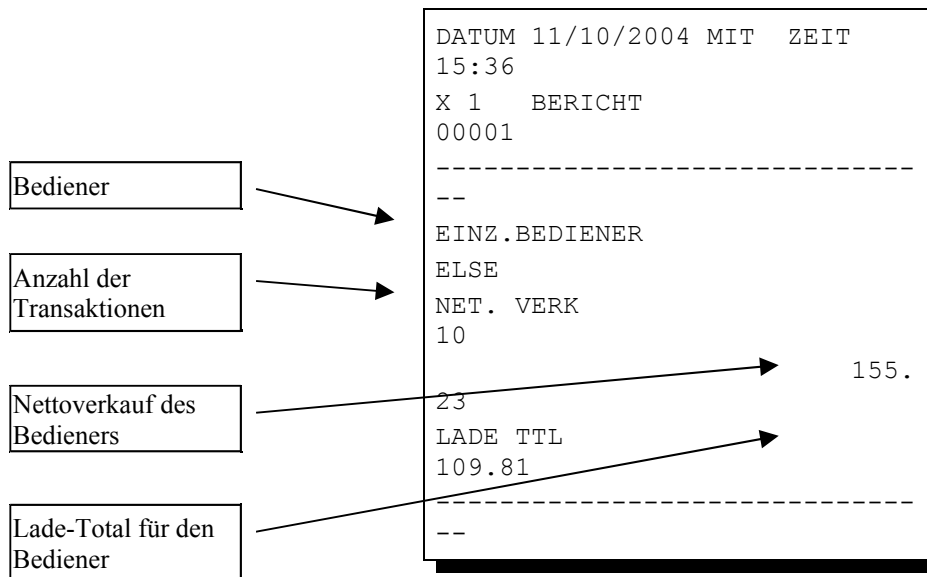 DATUM 11/10/2004 MIT  ZEIT
15:36
X 1   BERICHT
00001
------------------------------
--
EINZ.BEDIENER
ELSE
NET. VERK
10
155.
23
LADE TTL
109.81
------------------------------
--
Bediener
Anzahl der
Transaktionen
Nettoverkauf des
Bedieners
Lade-Total für den
Bediener